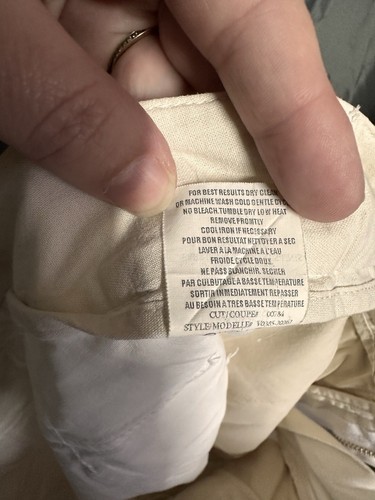 FOR BEST RESULTS DRY CLEAN
OR MACHINE WASH COLD GENTLE CYCLE
NO BLEACH.TUMBLE DRY LOW HEAT
REMOVE PROMTLY
COOL IRON IF NECESSARY
POUR BON RESULTAT NETTOYER A SEC
LAVER A LA MACHINE A L'EAU
FROIDE CYCLE DOUX.
NE PAS BLANCHIR. SECHER
PAR CULBUTAGE A BASSE TEMPERATURE
SORTIR IMMEDIATEMENT REPASSER
AU BESOIN A TRES BASSE TEMPERATURE
CUT/COUPE#
STYLE/MODELLE#